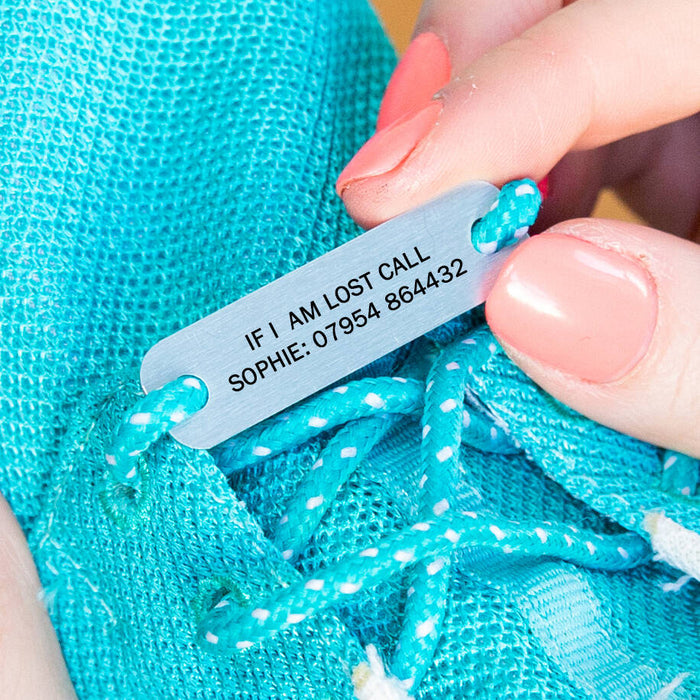 IF I AM LOST CALL
SOPHIE: 07954 864432